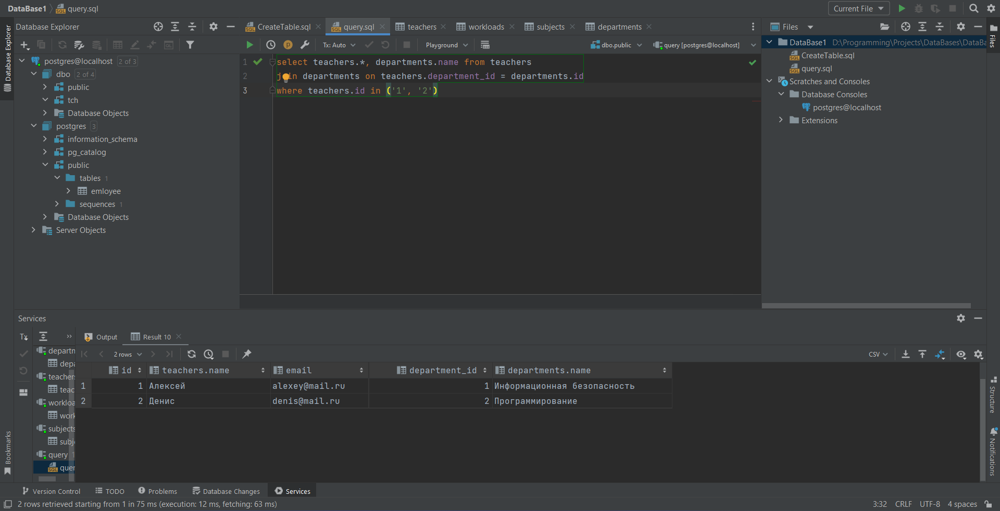 DataBase1 query.sql
Current File
Database Explorer
CreateTable.sql
query.sql
teachers
workloads
subjects
departments
Files
Tx: Auto
Playground
dbo.public
query [postgres@localhost]
Database Explorer
Files
postgres@localhost 2 of 3
dbo 2 of 4
public
tch
Database Objects
postgres 3
information_schema
pg_catalog
public
tables 1
emloyee
sequences 1
Database Objects
Server Objects
1 select teachers.*, departments.name from teachers
2 join departments on teachers.department_id = departments.id
3 where teachers.id in ('1', '2')
DataBase1 D:\Programming\Projects\DataBases\DataBa
CreateTable.sql
query.sql
Scratches and Consoles
Database Consoles
postgres@localhost
Extensions
Services
Tx
Output
Result 10
departm
depa
teachers
teac
workloa
work
subjects
subje
query 1
quer
2 rows
CSV
id teachers.name email department_id departments.name
1 1 Алексей alexey@mail.ru 1 Информационная безопасность
2 2 Денис denis@mail.ru 2 Программирование
Structure
Notifications
Bookmarks
Version Control
TODO
Problems
Database Changes
Services
2 rows retrieved starting from 1 in 75 ms (execution: 12 ms, fetching: 63 ms)
3:32 CRLF UTF-8 4 spaces